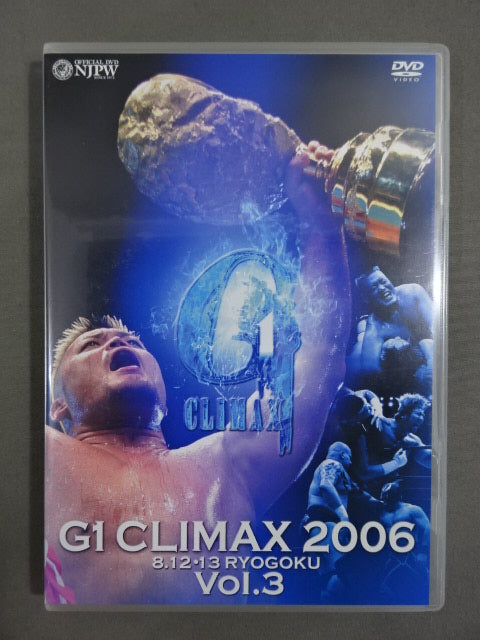 OFFICIAL DVD
NJPW
DVD
VIDEO
G1
CLIMAX
G1 CLIMAX 2006
8.12・13 RYOGOKU
Vol.3